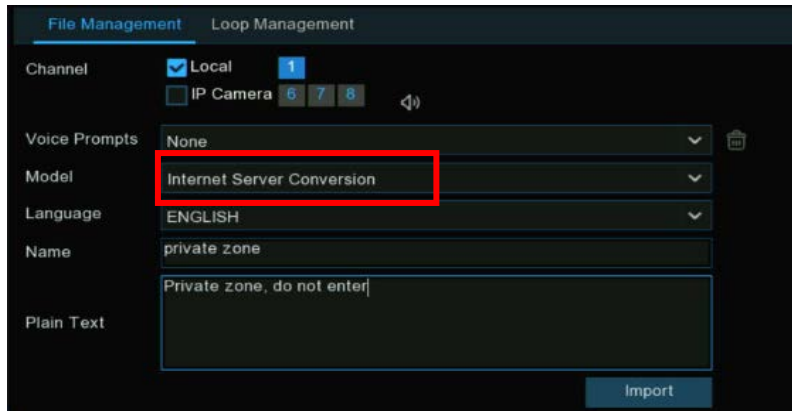 File Management Loop Management
Channel Local 1
IP Camera 6 7 8
Voice Prompts None
Model Internet Server Conversion
Language ENGLISH
Name private zone
Private zone, do not enter
Plain Text
Import